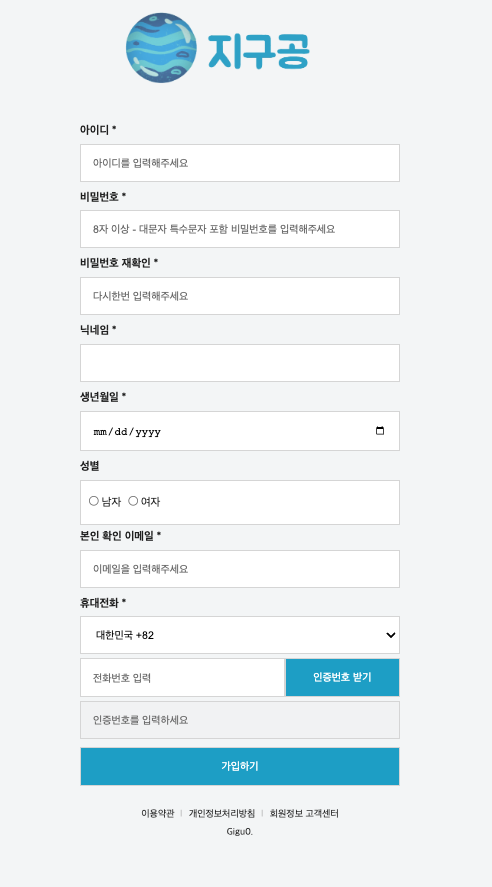 지구공
아이디 *
아이디를 입력해주세요
비밀번호 *
8자 이상 - 대문자 특수문자 포함 비밀번호를 입력해주세요
비밀번호 재확인 *
다시한번 입력해주세요
닉네임 *
생년월일 *
mm/dd/yyyy
성별
남자 여자
본인 확인 이메일 *
이메일을 입력해주세요
휴대전화 *
대한민국 +82
전화번호 입력 인증번호 받기
인증번호를 입력하세요
가입하기
이용약관 | 개인정보처리방침 | 회원정보 고객센터
Gigu0.